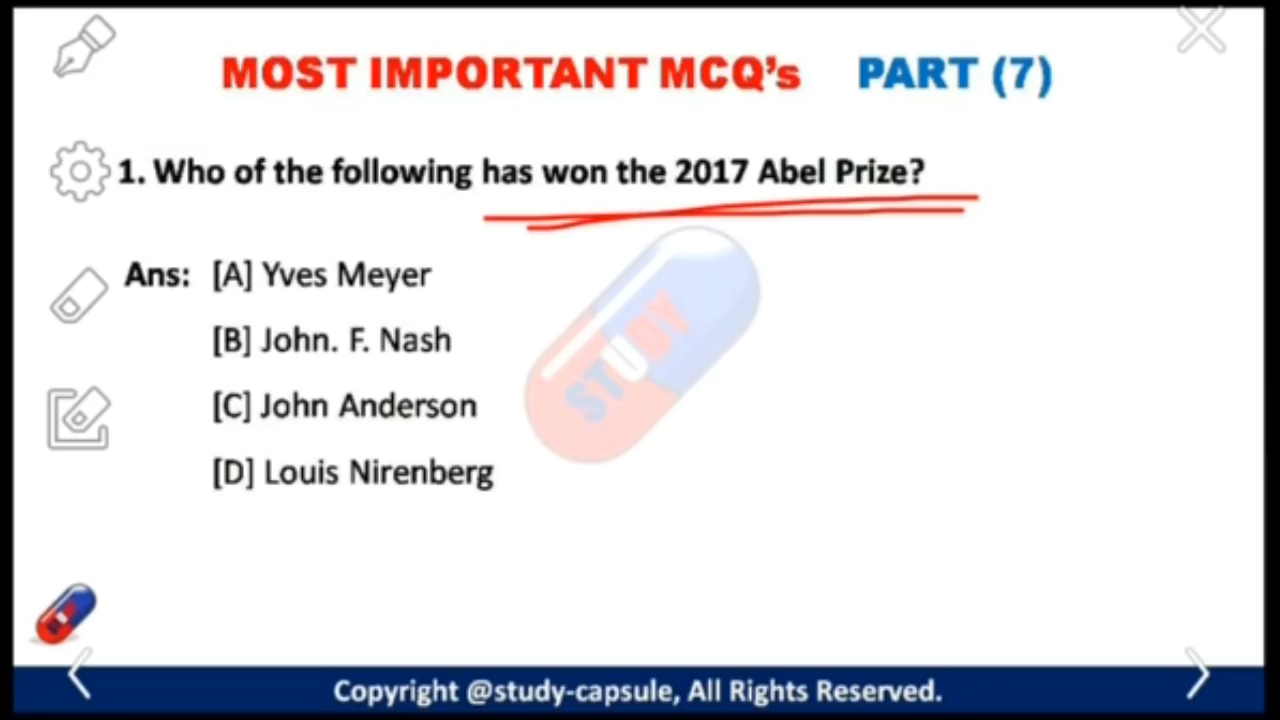 MOST IMPORTANT MCQ's PART (7)
1. Who of the following has won the 2017 Abel Prize?
Ans: [A] Yves Meyer
[B] John. F. Nash
[C] John Anderson
[D] Louis Nirenberg
STUDY
Copyright @study-capsule, All Rights Reserved.